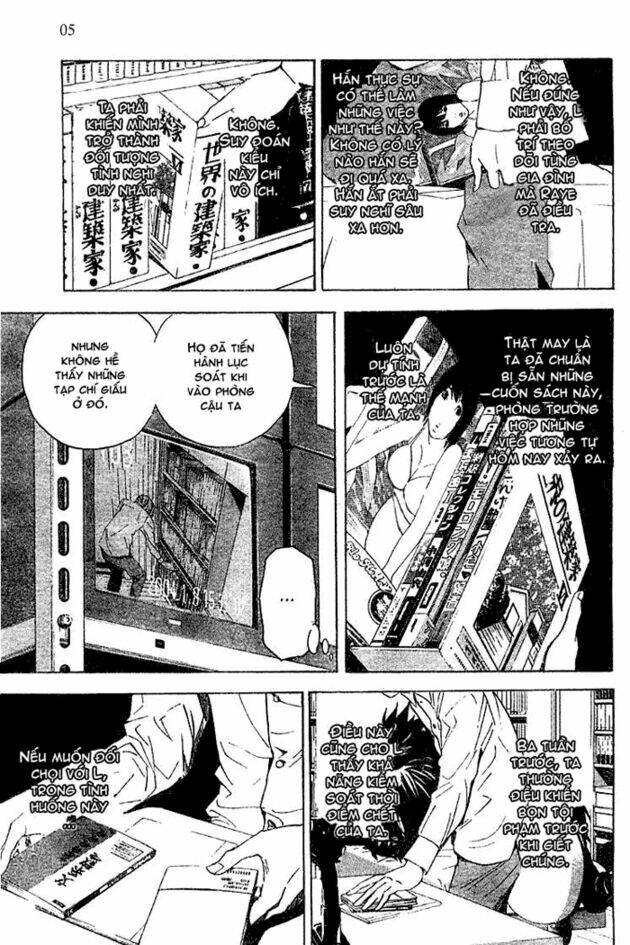 05
KHÔNG.
NẾU ĐÚNG
NHƯ VẬY, L
PHẢI BỐ
TRÍ THEO
DÕI TỪNG
GIA ĐÌNH
MÀ RAYE
ĐÃ ĐIỀU
TRA.
HẮN THỰC SỰ
CÓ THỂ LÀM
NHỮNG VIỆC
NHƯ THẾ NÀY?
KHÔNG CÓ LÝ
NÀO HẮN SẼ
ĐI QUÁ XA.
HẮN ẮT PHẢI
SUY NGHĨ SÂU
XA HƠN.
KHÔNG.
SUY ĐOÁN
KIỂU
NÀY CHỈ
VÔ ÍCH.
TA PHẢI
KHIẾN MÌNH
TRỞ THÀNH
ĐỐI TƯỢNG
TÌNH NGHI
DUY NHẤT.
世界の建築家
建築家
建築家
家
THẬT MAY LÀ
TA ĐÃ CHUẨN
BỊ SẴN NHỮNG
CUỐN SÁCH NÀY,
PHÒNG TRƯỜNG
HỢP NHỮNG
VIỆC TƯƠNG TỰ
HÔM NAY XẢY RA.
LUÔN
DỰ TÍNH
TRƯỚC LÀ
THẾ MẠNH
CỦA TA.
HỌ ĐÃ TIẾN
HÀNH LỤC
SOÁT KHI
VÀO PHÒNG
CẬU TA
NHƯNG
KHÔNG HỀ
THẤY NHỮNG
TẠP CHÍ GIẤU
Ở ĐÓ.
...
BA TUẦN
TRƯỚC, TA
THƯỜNG
ĐIỀU KHIỂN
BỌN TỘI
PHẠM TRƯỚC
KHI GIẾT
CHÚNG.
ĐIỀU NÀY
CŨNG CHO L
THẤY KHẢ
NĂNG KIỂM
SOÁT THỜI
ĐIỂM CHẾT
CỦA TA.
NẾU MUỐN ĐỐI
CHỌI VỚI L,
TRONG TÌNH
HUỐNG NÀY
...